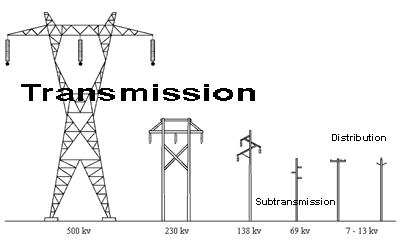 Transmission
Distribution
Subtransmission
500 kv 230 kv 138 kv 69 kv 7 - 13 kv